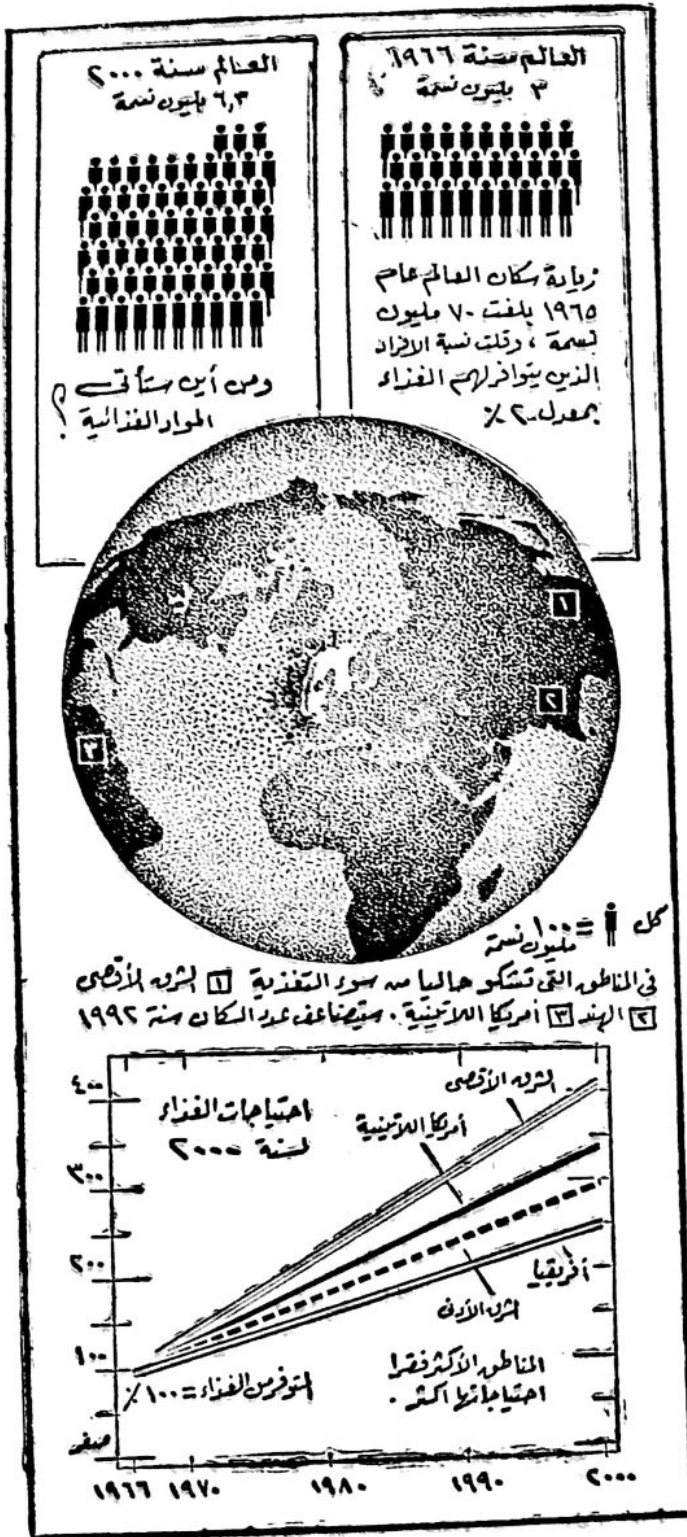 العالم سنة ١٩٦٦
٣ بليون نسمة
زيادة سكان العالم عام
١٩٦٥ بلغت ٧٠ مليون
نسمة ، وقلت نسبة الافراد
الذين يتوافر لهم الغذاء
بمعدل ٢٪
العالم سنة ٢٠٠٠
٦,٣ بليون نسمة
ومن أين ستأتى
المواد الغذائية ؟
١
٢
٣
كل = ١٠٠
مليون نسمة
فى المناطق التى تشكو حاليا من سوء التغذية ١ الشرق الأقصى
٢ الهند ٣ أمريكا اللاتينية . سيتضاعف عدد السكان سنة ١٩٩٢
احتياجات الغذاء
لسنة ٢٠٠٠
الشرق الأقصى
أمريكا اللاتينية
أفريقيا
الشرق الأدنى
المناطق الأكثر فقرا
احتياجاتها اكثر .
المتوفر من الغذاء = ١٠٠٪
٤٠٠
٣٠٠
٢٠٠
١٠٠
صفر
١٩٦٦ ١٩٧٠ ١٩٨٠ ١٩٩٠ ٢٠٠٠